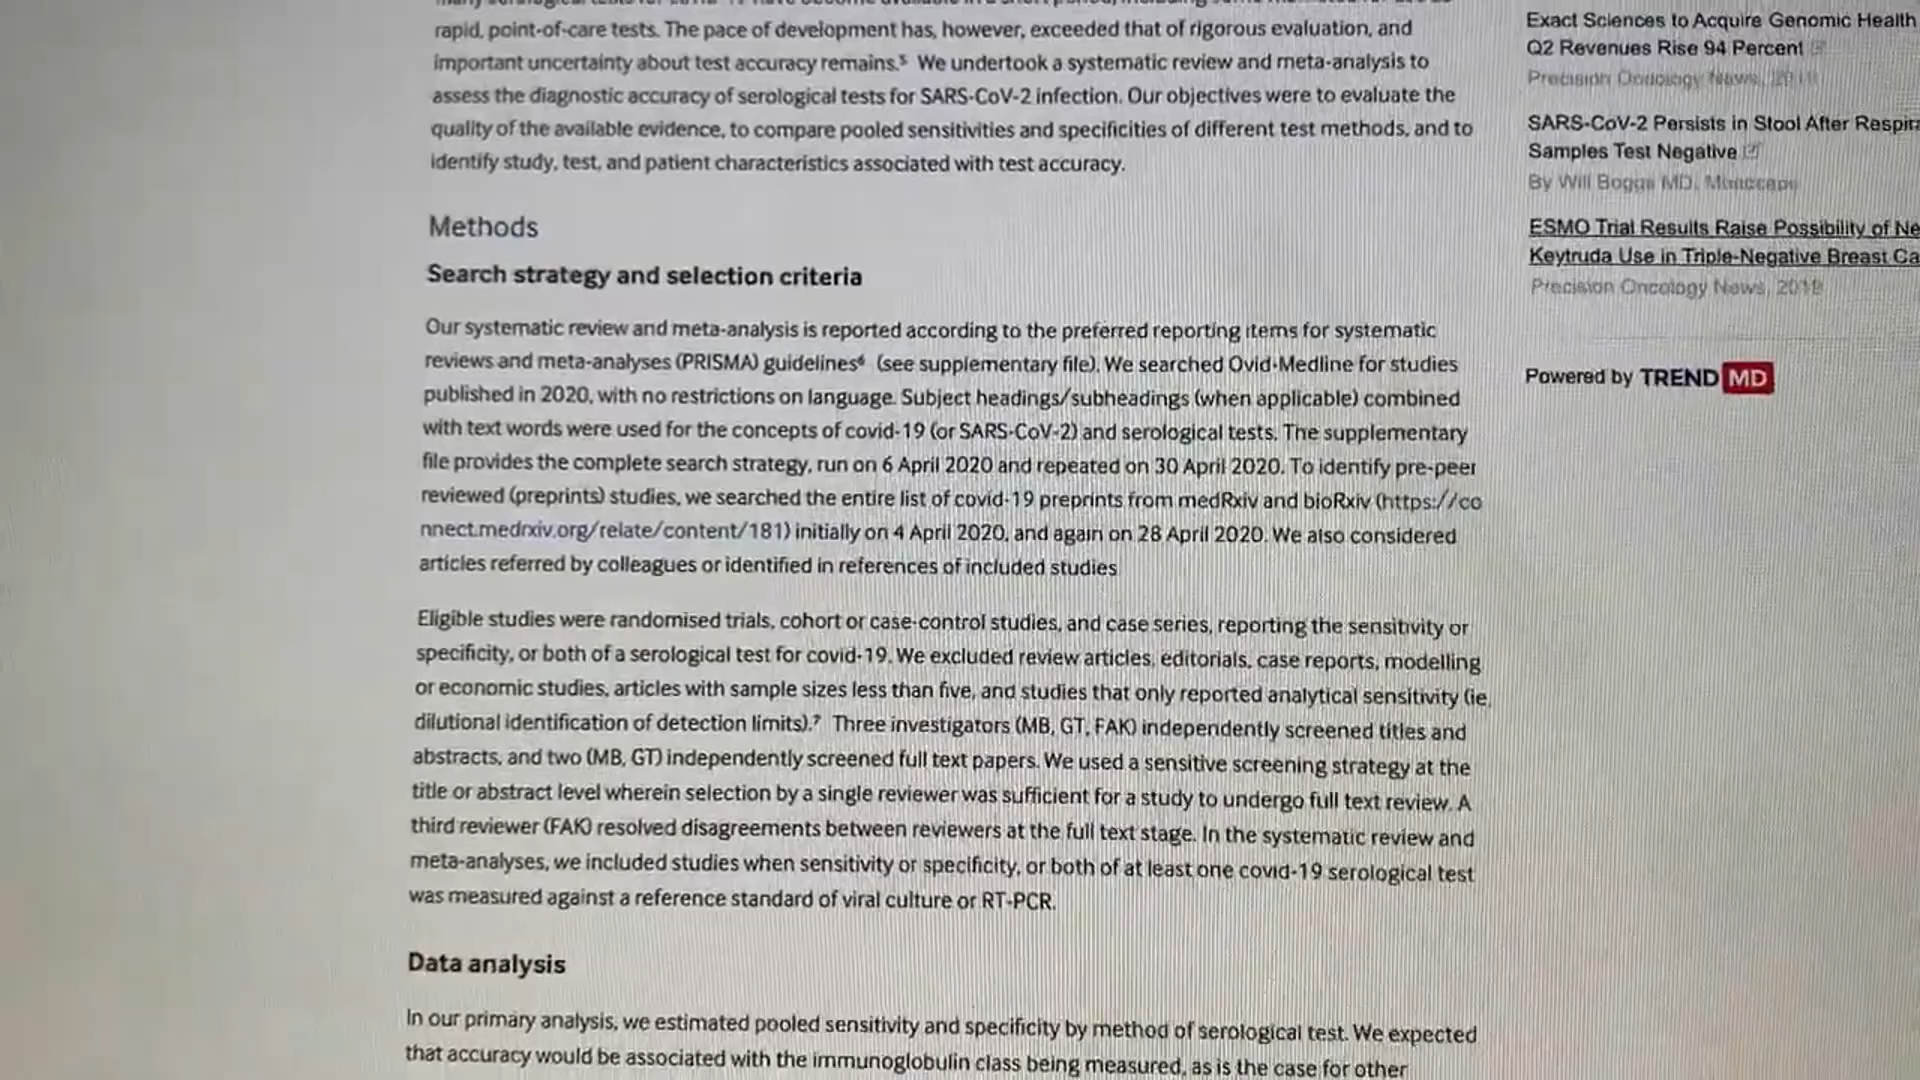 rapid, point-of-care tests. The pace of development has, however, exceeded that of rigorous evaluation, and
important uncertainty about test accuracy remains.⁵ We undertook a systematic review and meta-analysis to
assess the diagnostic accuracy of serological tests for SARS-CoV-2 infection. Our objectives were to evaluate the
quality of the available evidence, to compare pooled sensitivities and specificities of different test methods, and to
identify study, test, and patient characteristics associated with test accuracy.
Methods
Search strategy and selection criteria
Our systematic review and meta-analysis is reported according to the preferred reporting items for systematic
reviews and meta-analyses (PRISMA) guidelines⁶ (see supplementary file). We searched Ovid-Medline for studies
published in 2020, with no restrictions on language. Subject headings/subheadings (when applicable) combined
with text words were used for the concepts of covid-19 (or SARS-CoV-2) and serological tests. The supplementary
file provides the complete search strategy, run on 6 April 2020 and repeated on 30 April 2020. To identify pre-peer
reviewed (preprints) studies, we searched the entire list of covid-19 preprints from medRxiv and bioRxiv (https://co
nnect.medrxiv.org/relate/content/181) initially on 4 April 2020, and again on 28 April 2020. We also considered
articles referred by colleagues or identified in references of included studies.
Eligible studies were randomised trials, cohort or case-control studies, and case series, reporting the sensitivity or
specificity, or both of a serological test for covid-19. We excluded review articles, editorials, case reports, modelling
or economic studies, articles with sample sizes less than five, and studies that only reported analytical sensitivity (ie,
dilutional identification of detection limits).⁷ Three investigators (MB, GT, FAK) independently screened titles and
abstracts, and two (MB, GT) independently screened full text papers. We used a sensitive screening strategy at the
title or abstract level wherein selection by a single reviewer was sufficient for a study to undergo full text review. A
third reviewer (FAK) resolved disagreements between reviewers at the full text stage. In the systematic review and
meta-analyses, we included studies when sensitivity or specificity, or both of at least one covid-19 serological test
was measured against a reference standard of viral culture or RT-PCR.
Data analysis
In our primary analysis, we estimated pooled sensitivity and specificity by method of serological test. We expected
that accuracy would be associated with the immunoglobulin class being measured, as is the case for other
Exact Sciences to Acquire Genomic Health
Q2 Revenues Rise 94 Percent
Precision Oncology News, 2019
SARS-CoV-2 Persists in Stool After
Samples Test Negative
By Will Boggs MD, Medscape
ESMO Trial Results Raise Possibility of
Keytruda Use in Triple-Negative Breast
Precision Oncology News, 2019
Powered by TREND MD